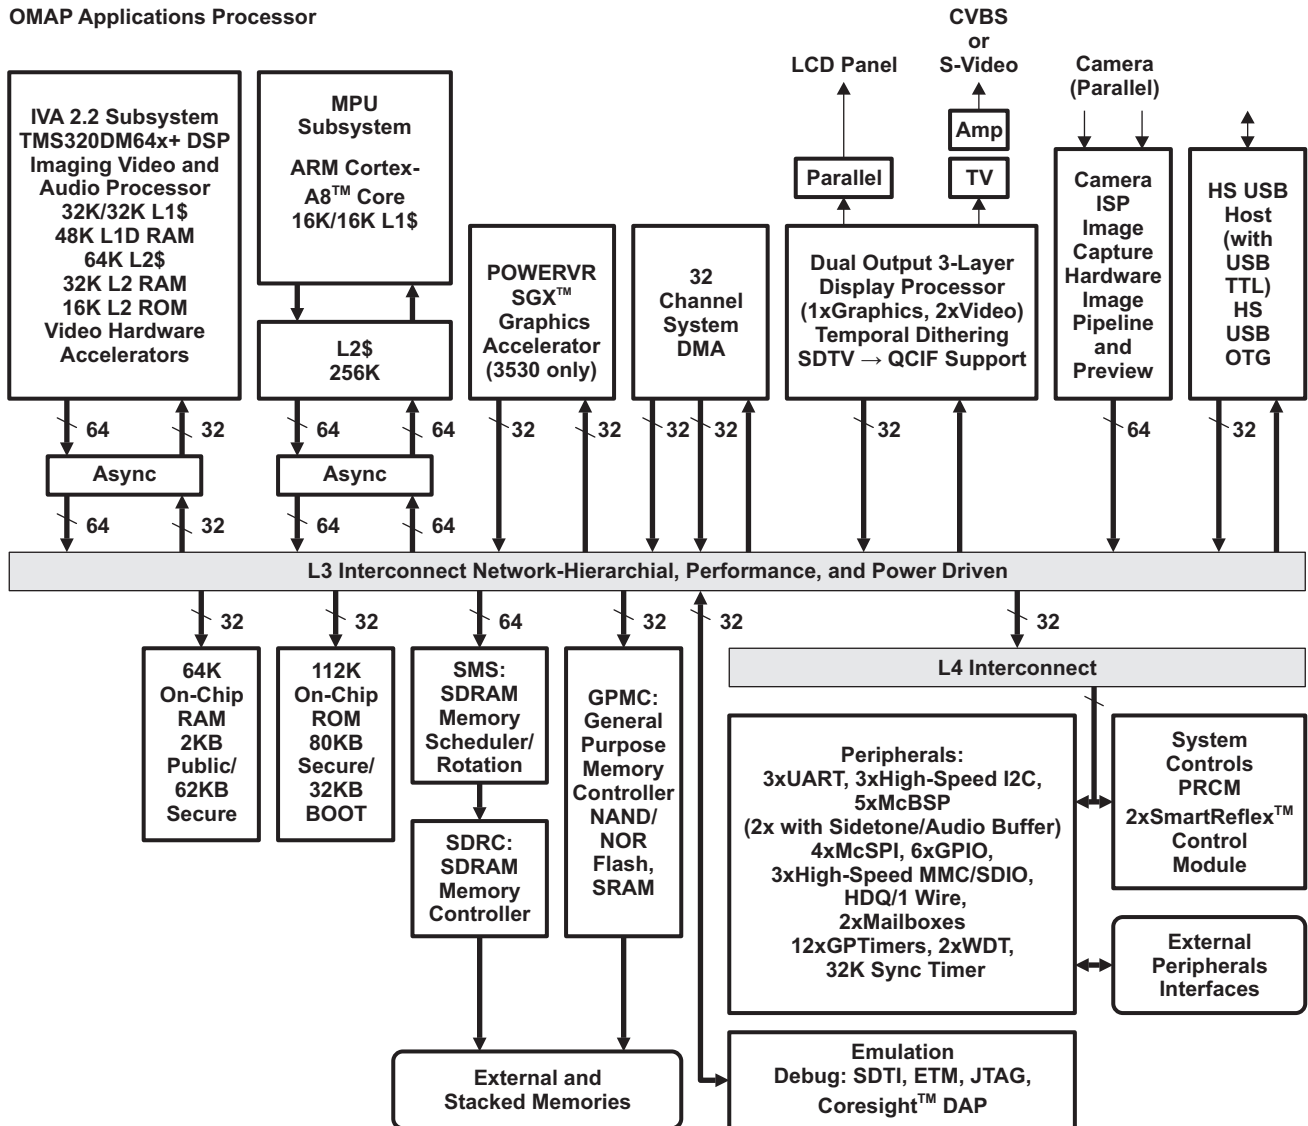 OMAP Applications Processor
IVA 2.2 Subsystem
TMS320DM64x+ DSP
Imaging Video and
Audio Processor
32K/32K L1$
48K L1D RAM
64K L2$
32K L2 RAM
16K L2 ROM
Video Hardware
Accelerators
MPU
Subsystem
ARM Cortex-
A8™ Core
16K/16K L1$
L2$
256K
POWERVR
SGX™
Graphics
Accelerator
(3530 only)
32
Channel
System
DMA
LCD Panel
Parallel
CVBS
or
S-Video
Amp
TV
Dual Output 3-Layer
Display Processor
(1xGraphics, 2xVideo)
Temporal Dithering
SDTV → QCIF Support
Camera
(Parallel)
Camera
ISP
Image
Capture
Hardware
Image
Pipeline
and
Preview
HS USB
Host
(with
USB
TTL)
HS
USB
OTG
64
32
64
64
32
32
32
32
32
64
32
Async
Async
64
32
64
64
L3 Interconnect Network-Hierarchial, Performance, and Power Driven
32
32
64
32
32
32
64K
On-Chip
RAM
2KB
Public/
62KB
Secure
112K
On-Chip
ROM
80KB
Secure/
32KB
BOOT
SMS:
SDRAM
Memory
Scheduler/
Rotation
SDRC:
SDRAM
Memory
Controller
GPMC:
General
Purpose
Memory
Controller
NAND/
NOR
Flash,
SRAM
L4 Interconnect
Peripherals:
3xUART, 3xHigh-Speed I2C,
5xMcBSP
(2x with Sidetone/Audio Buffer)
4xMcSPI, 6xGPIO,
3xHigh-Speed MMC/SDIO,
HDQ/1 Wire,
2xMailboxes
12xGPTimers, 2xWDT,
32K Sync Timer
System
Controls
PRCM
2xSmartReflex™
Control
Module
External
Peripherals
Interfaces
External and
Stacked Memories
Emulation
Debug: SDTI, ETM, JTAG,
Coresight™ DAP